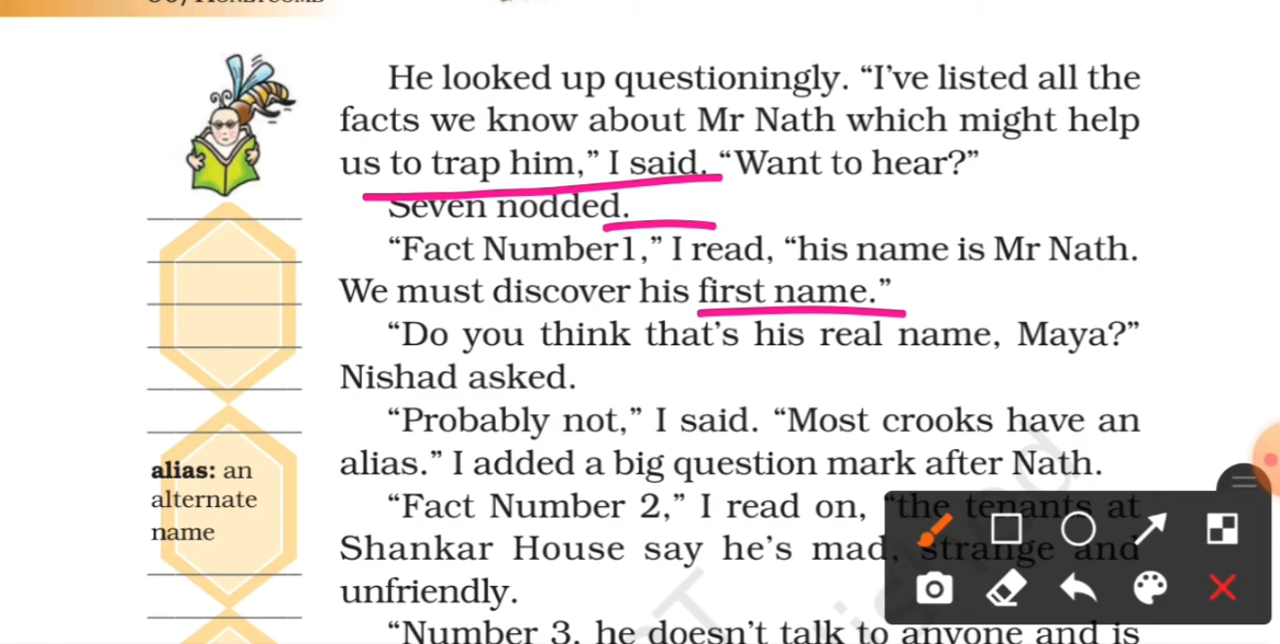 He looked up questioningly. “I’ve listed all the
facts we know about Mr Nath which might help
us to trap him,” I said. “Want to hear?”
Seven nodded.
“Fact Number1,” I read, “his name is Mr Nath.
We must discover his first name.”
“Do you think that’s his real name, Maya?”
Nishad asked.
“Probably not,” I said. “Most crooks have an
alias.” I added a big question mark after Nath.
“Fact Number 2,” I read on, “the tenants at
Shankar House say he’s mad, strange and
unfriendly.
“Number 3, he doesn’t talk to anyone and is
alias: an
alternate
name